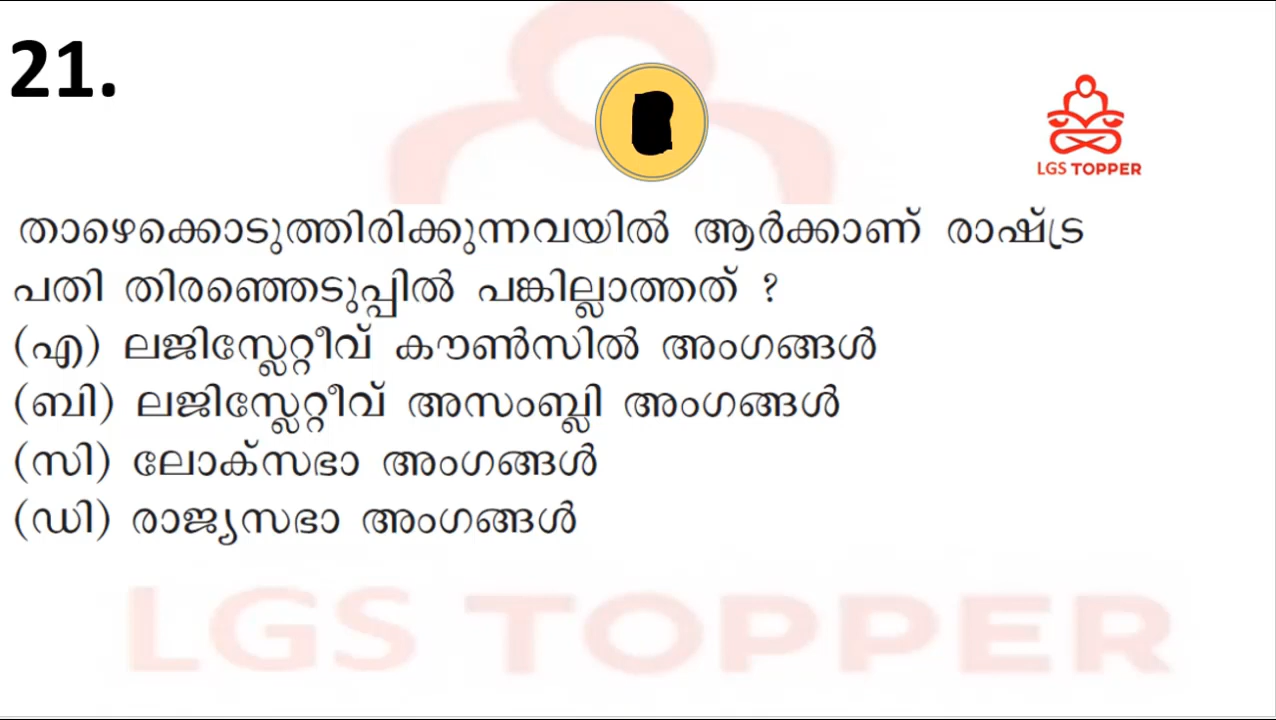 21.
LGS TOPPER
താഴെക്കൊടുത്തിരിക്കുന്നവയിൽ ആർക്കാണ് രാഷ്ട്ര
പതി തിരഞ്ഞെടുപ്പിൽ പങ്കില്ലാത്തത് ?
(എ) ലജിസ്ലേറ്റീവ് കൗൺസിൽ അംഗങ്ങൾ
(ബി) ലജിസ്ലേറ്റീവ് അസംബ്ലി അംഗങ്ങൾ
(സി) ലോക്സഭാ അംഗങ്ങൾ
(ഡി) രാജ്യസഭാ അംഗങ്ങൾ
LGS TOPPER